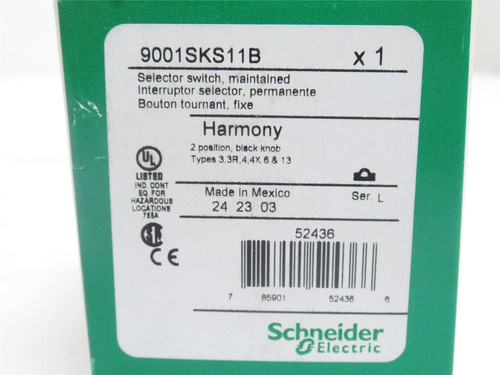 9001SKS11B x 1
Selector switch, maintained
Interruptor selector, permanente
Bouton tournant, fixe
Harmony
2 position, black knob
Types 3,3R,4,4X,6 & 13
UL
LISTED
IND. CONT
EQ. FOR
HAZARDOUS
LOCATIONS
75EA
Made in Mexico
24 23 03
Ser. L
52436
7 85901 52436 6
Schneider
Electric